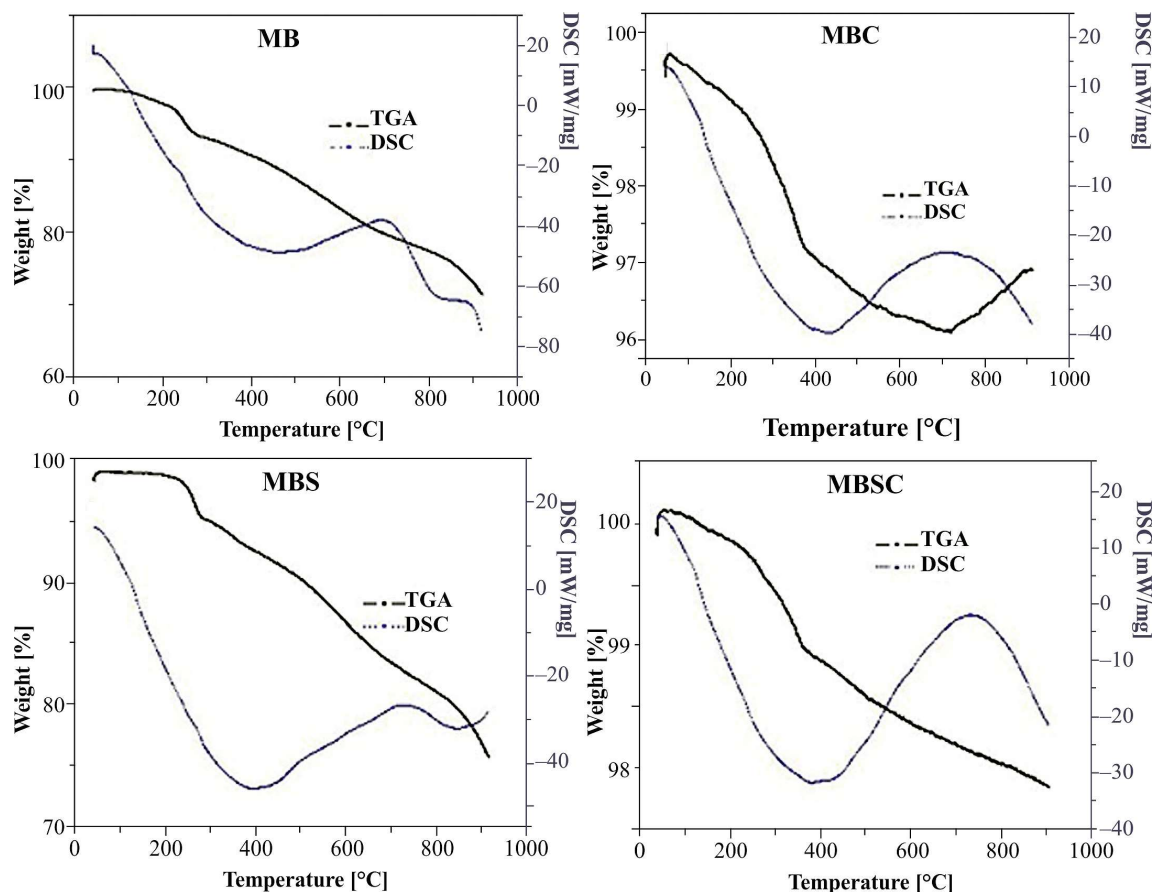 MB
Weight [%]
100
80
60
TGA
DSC
20
0
–20
–40
–60
–80
DSC [mW/mg]
0
200
400
600
800
1000
Temperature [°C]
MBC
Weight [%]
100
99
98
97
96
TGA
DSC
20
10
0
–10
–20
–30
–40
DSC [mW/mg]
0
200
400
600
800
1000
Temperature [°C]
MBS
Weight [%]
100
90
80
70
TGA
DSC
20
0
–20
–40
DSC [mW/mg]
0
200
400
600
800
1000
Temperature [°C]
MBSC
Weight [%]
100
99
98
TGA
DSC
20
10
0
–10
–20
–30
–40
DSC [mW/mg]
0
200
400
600
800
1000
Temperature [°C]